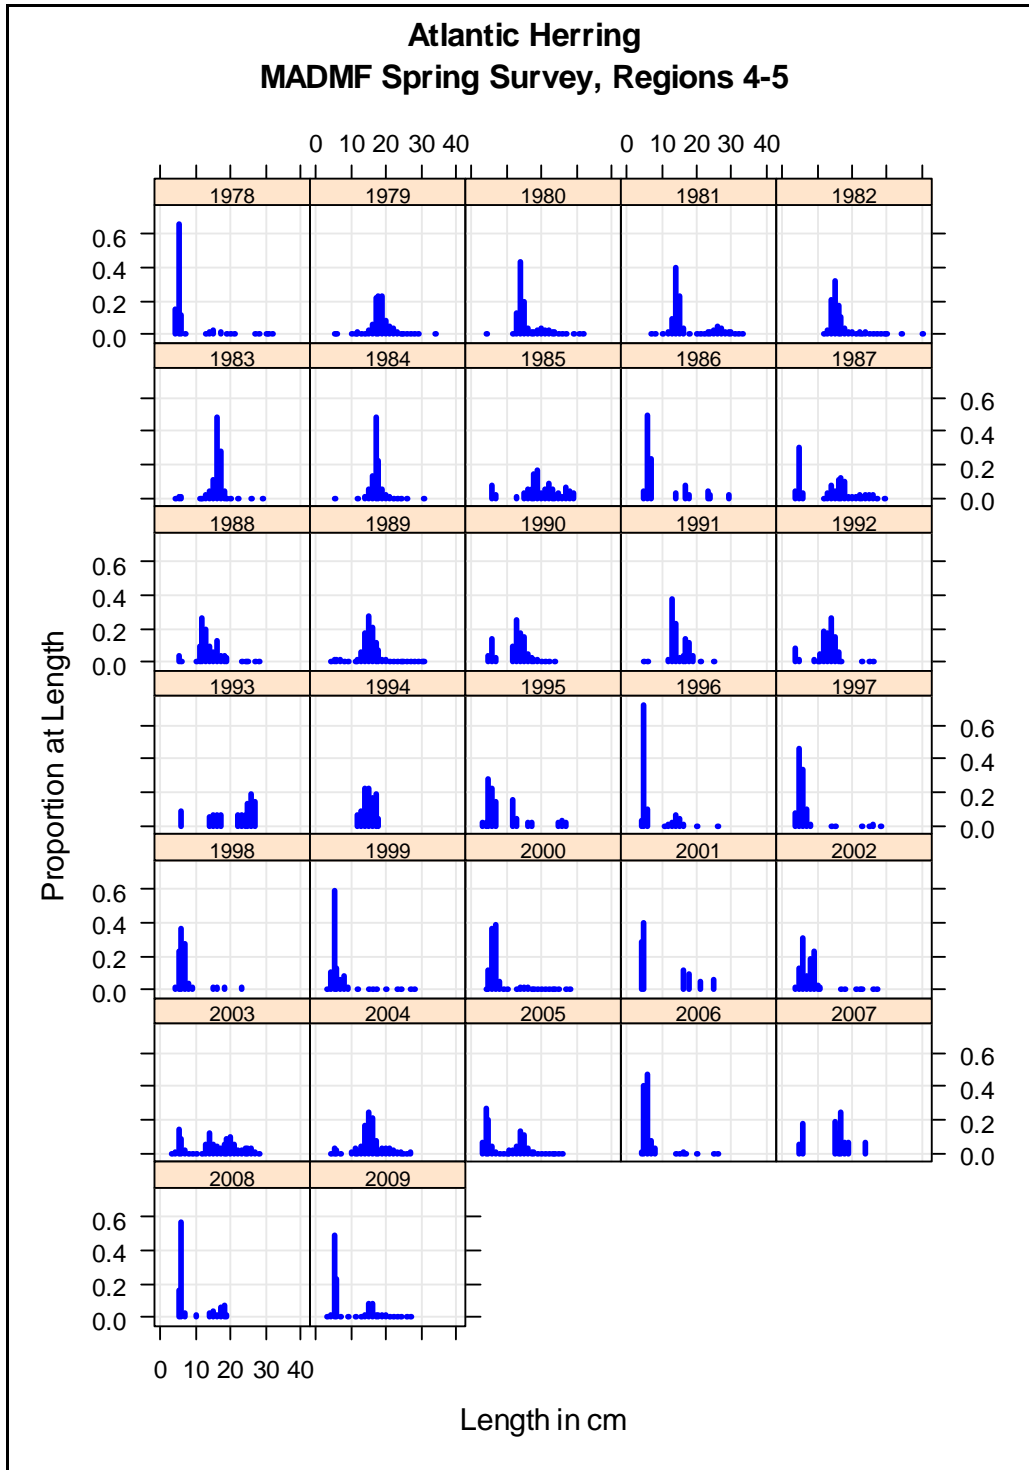 Atlantic Herring
MADMF Spring Survey, Regions 4-5
0 10 20 30 40 0 10 20 30 40
1978 1979 1980 1981 1982
0.6
0.4
0.2
0.0
1983 1984 1985 1986 1987
0.6
0.4
0.2
0.0
1988 1989 1990 1991 1992
0.6
0.4
0.2
0.0
1993 1994 1995 1996 1997
0.6
0.4
0.2
0.0
1998 1999 2000 2001 2002
0.6
0.4
0.2
0.0
2003 2004 2005 2006 2007
0.6
0.4
0.2
0.0
2008 2009
0.6
0.4
0.2
0.0
0 10 20 30 40
Proportion at Length
Length in cm